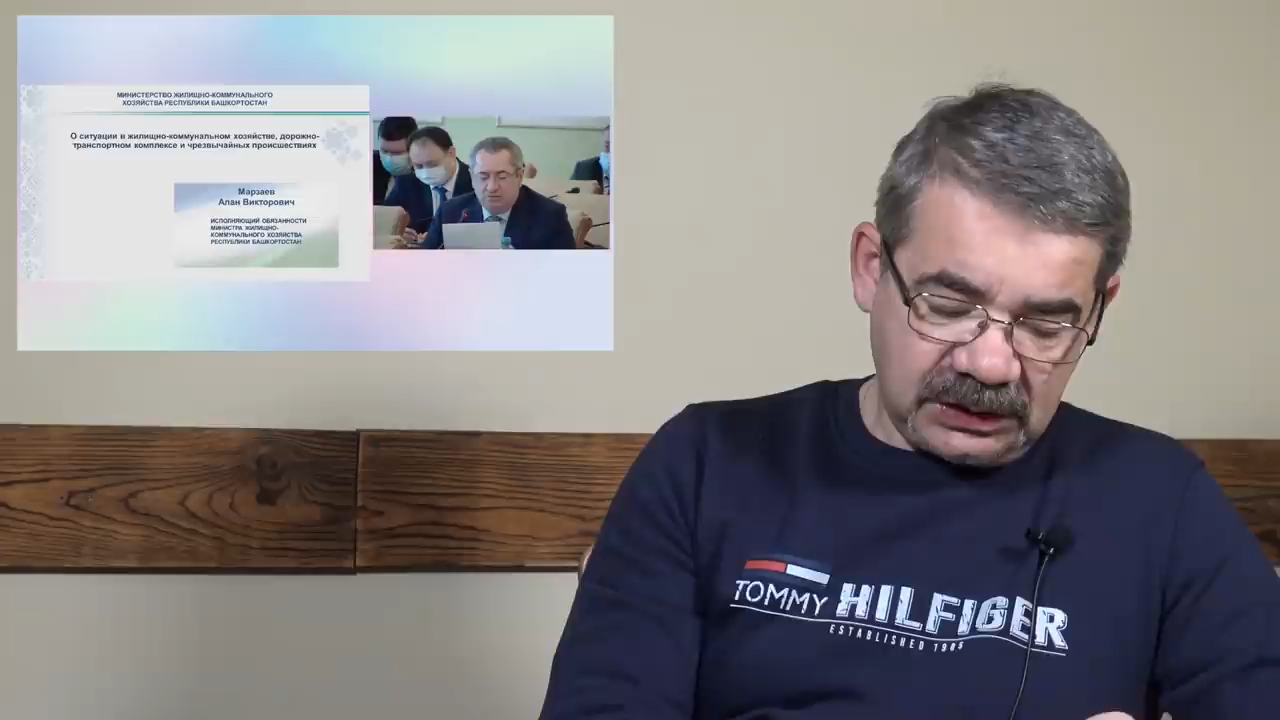 МИНИСТЕРСТВО ЖИЛИЩНО-КОММУНАЛЬНОГО
ХОЗЯЙСТВА РЕСПУБЛИКИ БАШКОРТОСТАН
О ситуации в жилищно-коммунальном хозяйстве, дорожно-
транспортном комплексе и чрезвычайных происшествиях
Марзаев
Алан Викторович
ИСПОЛНЯЮЩИЙ ОБЯЗАННОСТИ
МИНИСТРА ЖИЛИЩНО-
КОММУНАЛЬНОГО ХОЗЯЙСТВА
РЕСПУБЛИКИ БАШКОРТОСТАН
TOMMY HILFIGER
ESTABLISHED 1985